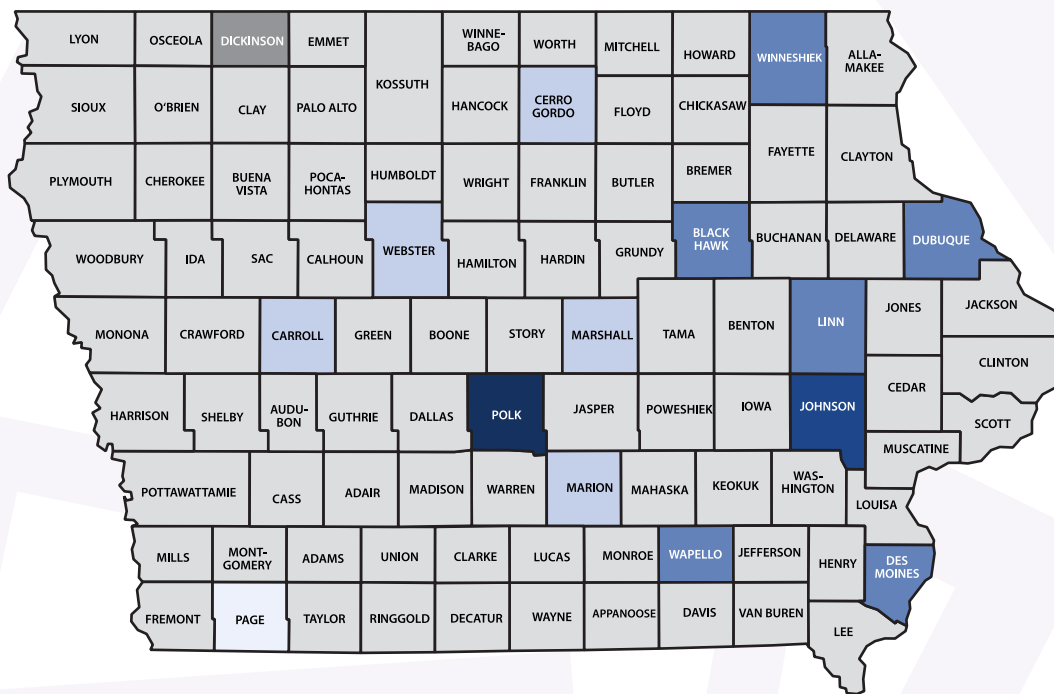 LYON
OSCEOLA
DICKINSON
EMMET
WINNE-
BAGO
WORTH
MITCHELL
HOWARD
WINNESHIEK
ALLA-
MAKEE
KOSSUTH
SIOUX
O'BRIEN
CLAY
PALO ALTO
HANCOCK
CERRO
GORDO
FLOYD
CHICKASAW
FAYETTE
CLAYTON
PLYMOUTH
CHEROKEE
BUENA
VISTA
POCA-
HONTAS
HUMBOLDT
WRIGHT
FRANKLIN
BUTLER
BREMER
WOODBURY
IDA
SAC
CALHOUN
WEBSTER
HAMILTON
HARDIN
GRUNDY
BLACK
HAWK
BUCHANAN
DELAWARE
DUBUQUE
MONONA
CRAWFORD
CARROLL
GREEN
BOONE
STORY
MARSHALL
TAMA
BENTON
LINN
JONES
JACKSON
CLINTON
HARRISON
SHELBY
AUDU-
BON
GUTHRIE
DALLAS
POLK
JASPER
POWESHIEK
IOWA
JOHNSON
CEDAR
SCOTT
MUSCATINE
POTTAWATTAMIE
CASS
ADAIR
MADISON
WARREN
MARION
MAHASKA
KEOKUK
WAS-
HINGTON
LOUISA
MILLS
MONT-
GOMERY
ADAMS
UNION
CLARKE
LUCAS
MONROE
WAPELLO
JEFFERSON
HENRY
DES
MOINES
FREMONT
PAGE
TAYLOR
RINGGOLD
DECATUR
WAYNE
APPANOOSE
DAVIS
VAN BUREN
LEE